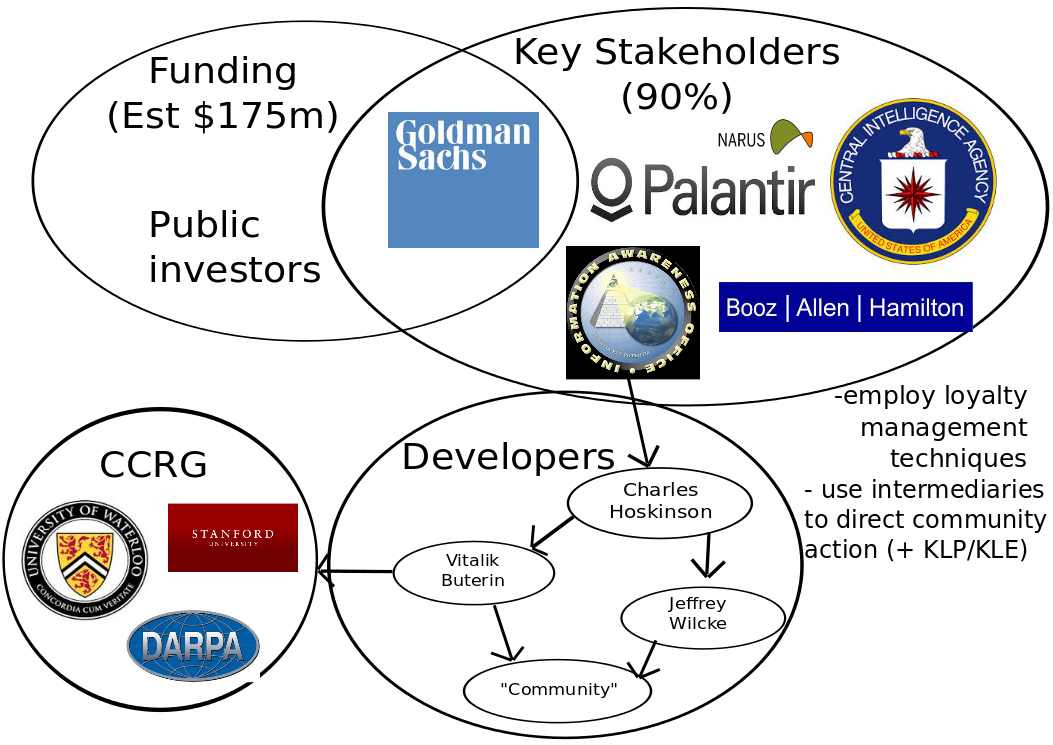 Funding
(Est $175m)
Public
investors
Goldman
Sachs
Key Stakeholders
(90%)
NARUS
Palantir
CENTRAL INTELLIGENCE AGENCY
UNITED STATES OF AMERICA
INFORMATION AWARENESS OFFICE
Booz | Allen | Hamilton
-employ loyalty
management
techniques
- use intermediaries
to direct community
action (+ KLP/KLE)
CCRG
UNIVERSITY OF WATERLOO
CONCORDIA CUM VERITATE
STANFORD
UNIVERSITY
DARPA
Developers
Charles
Hoskinson
Vitalik
Buterin
Jeffrey
Wilcke
"Community"